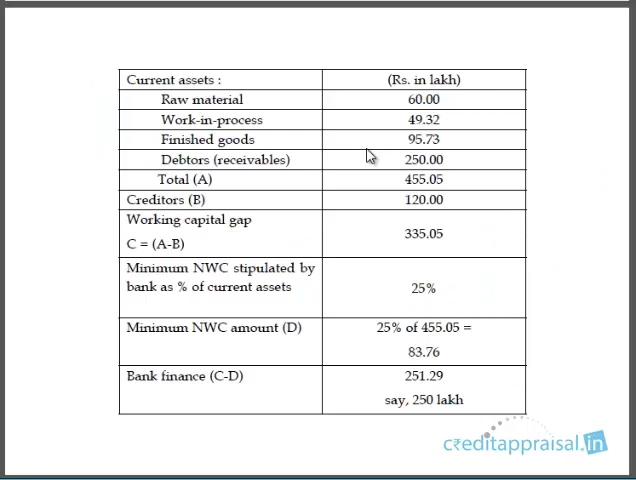 Current assets : (Rs. in lakh)
Raw material 60.00
Work-in-process 49.32
Finished goods 95.73
Debtors (receivables) 250.00
Total (A) 455.05
Creditors (B) 120.00
Working capital gap
C = (A-B) 335.05
Minimum NWC stipulated by
bank as % of current assets 25%
Minimum NWC amount (D) 25% of 455.05 =
83.76
Bank finance (C-D) 251.29
say, 250 lakh
c₹editappraisal.in